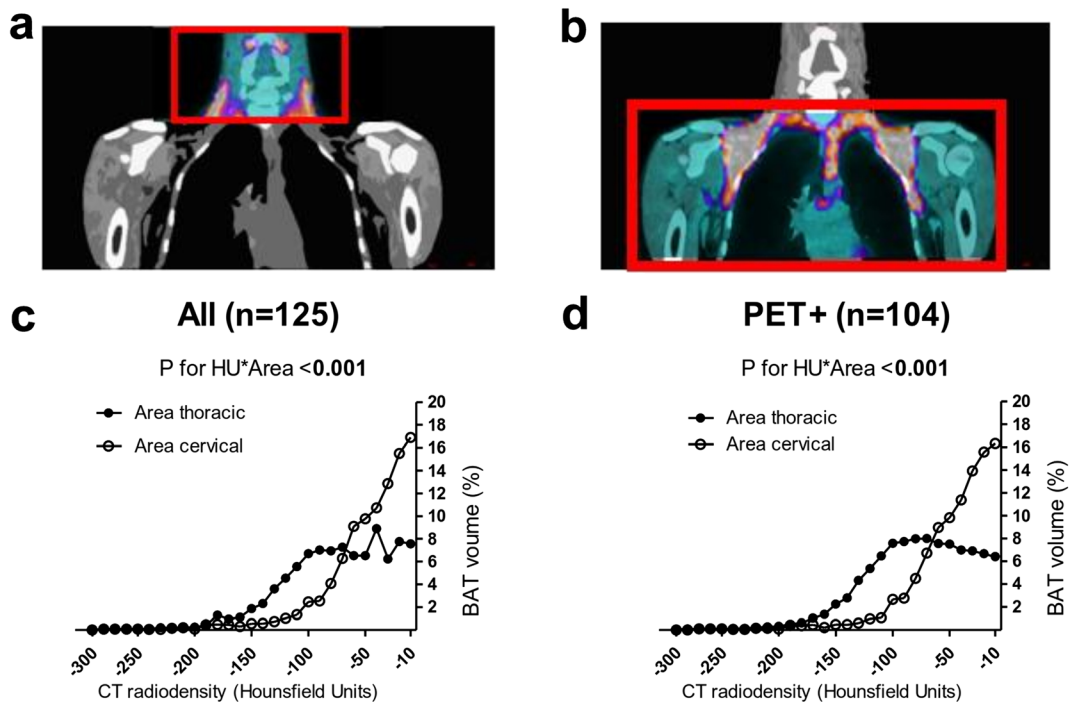 a
b
c
All (n=125)
P for HU*Area <0.001
Area thoracic
Area cervical
20
18
16
14
12
10
8
6
4
2
BAT voume (%)
-300
-250
-200
-150
-100
-50
-10
CT radiodensity (Hounsfield Units)
d
PET+ (n=104)
P for HU*Area <0.001
Area thoracic
Area cervical
20
18
16
14
12
10
8
6
4
2
BAT volume (%)
-300
-250
-200
-150
-100
-50
-10
CT radiodensity (Hounsfield Units)